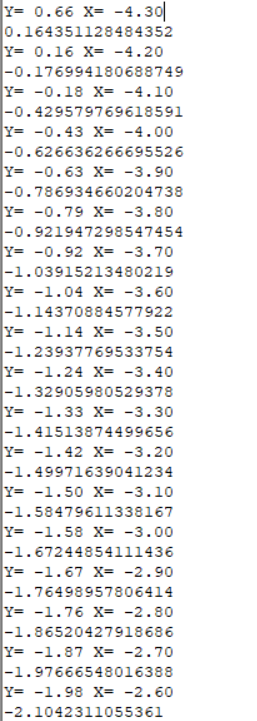 Y= 0.66 X= -4.30
0.164351128484352
Y= 0.16 X= -4.20
-0.176994180688749
Y= -0.18 X= -4.10
-0.429579769618591
Y= -0.43 X= -4.00
-0.626636266695526
Y= -0.63 X= -3.90
-0.786934660204738
Y= -0.79 X= -3.80
-0.921947298547454
Y= -0.92 X= -3.70
-1.03915213480219
Y= -1.04 X= -3.60
-1.14370884577922
Y= -1.14 X= -3.50
-1.23937769533754
Y= -1.24 X= -3.40
-1.32905980529378
Y= -1.33 X= -3.30
-1.41513874499656
Y= -1.42 X= -3.20
-1.49971639041234
Y= -1.50 X= -3.10
-1.58479611338167
Y= -1.58 X= -3.00
-1.67244854111436
Y= -1.67 X= -2.90
-1.76498957806414
Y= -1.76 X= -2.80
-1.86520427918686
Y= -1.87 X= -2.70
-1.97666548016388
Y= -1.98 X= -2.60
-2.1042311055361